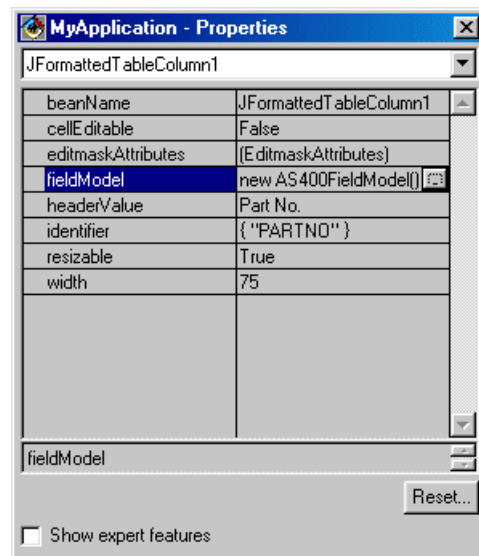 MyApplication - Properties
JFormattedTableColumn1
beanName JFormattedTableColumn1
cellEditable False
editmaskAttributes (EditmaskAttributes)
fieldModel new AS400FieldModel()
headerValue Part No.
identifier { "PARTNO" }
resizable True
width 75
fieldModel
Reset...
Show expert features